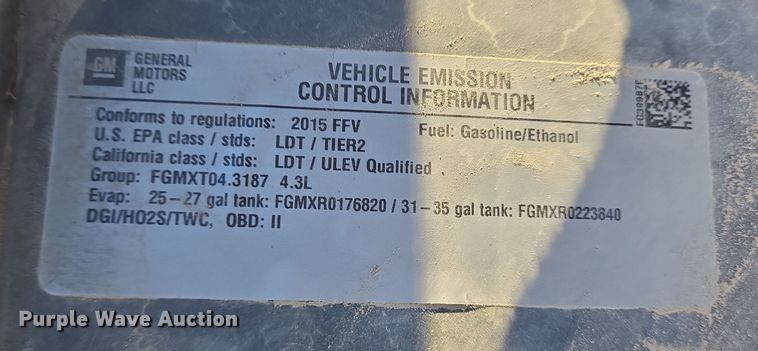 GM
GENERAL
MOTORS
LLC
VEHICLE EMISSION
CONTROL INFORMATION
Conforms to regulations: 2015 FFV Fuel: Gasoline/Ethanol
U.S. EPA class / stds: LDT / TIER2
California class / stds: LDT / ULEV Qualified
Group: FGMXT04.3187 4.3L
Evap: 25-27 gal tank: FGMXR0176820 / 31-35 gal tank: FGMXR0223840
DGI/HO2S/TWC, OBD: II
Purple Wave Auction